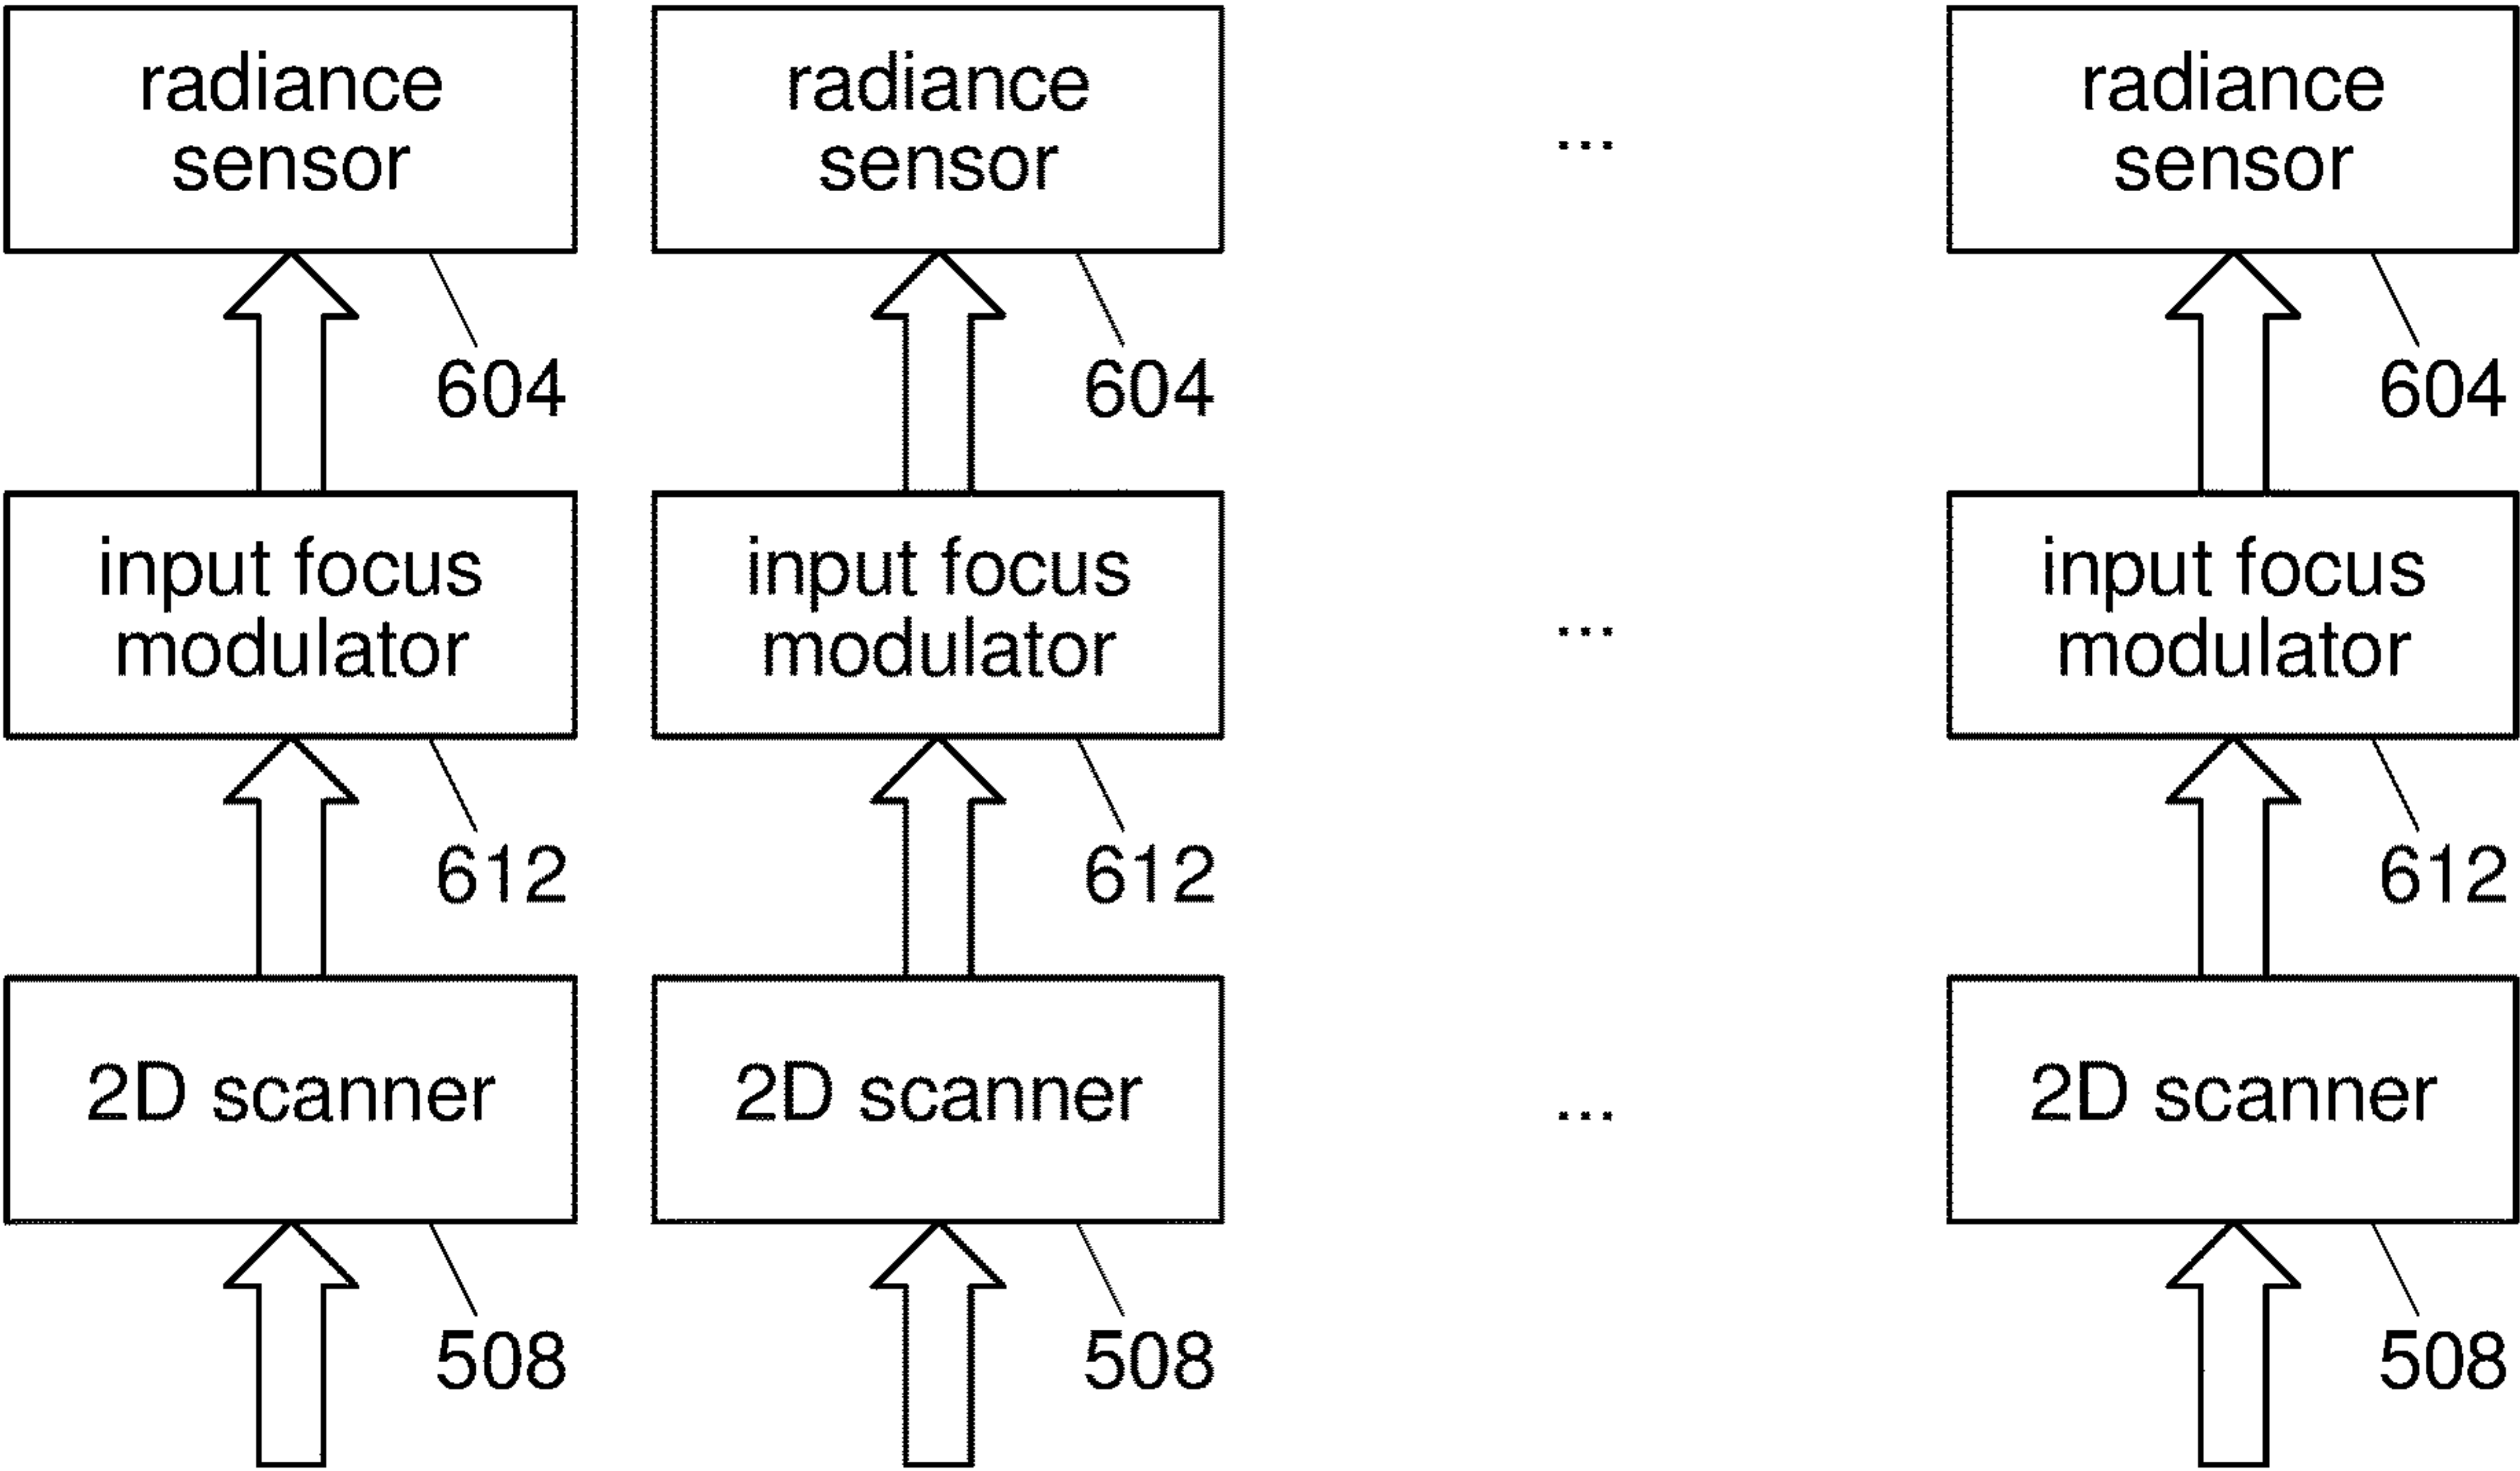 radiance
sensor
radiance
sensor
...
radiance
sensor
604
604
604
input focus
modulator
input focus
modulator
...
input focus
modulator
612
612
612
2D scanner
2D scanner
...
2D scanner
508
508
508